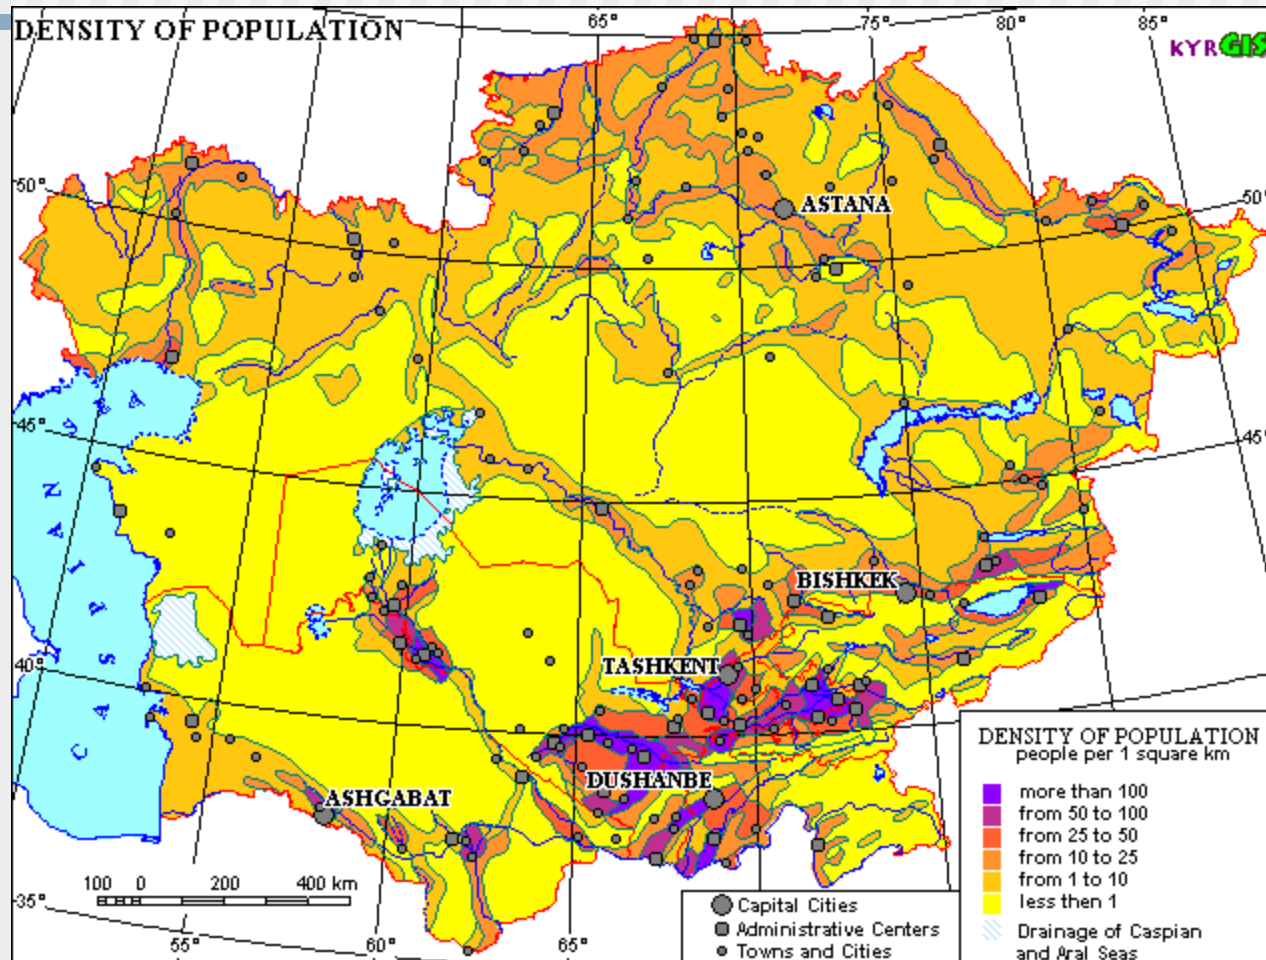 DENSITY OF POPULATION
65°
75°
80°
85°
KYRGIS
50°
50°
ASTANA
45°
45°
CASPIAN SEA
BISHKEK
40°
TASHKENT
DUSHANBE
ASHGABAT
100 0 200 400 km
35°
55°
60°
65°
DENSITY OF POPULATION
people per 1 square km
more than 100
from 50 to 100
from 25 to 50
from 10 to 25
from 1 to 10
less then 1
Drainage of Caspian
and Aral Seas
Capital Cities
Administrative Centers
Towns and Cities